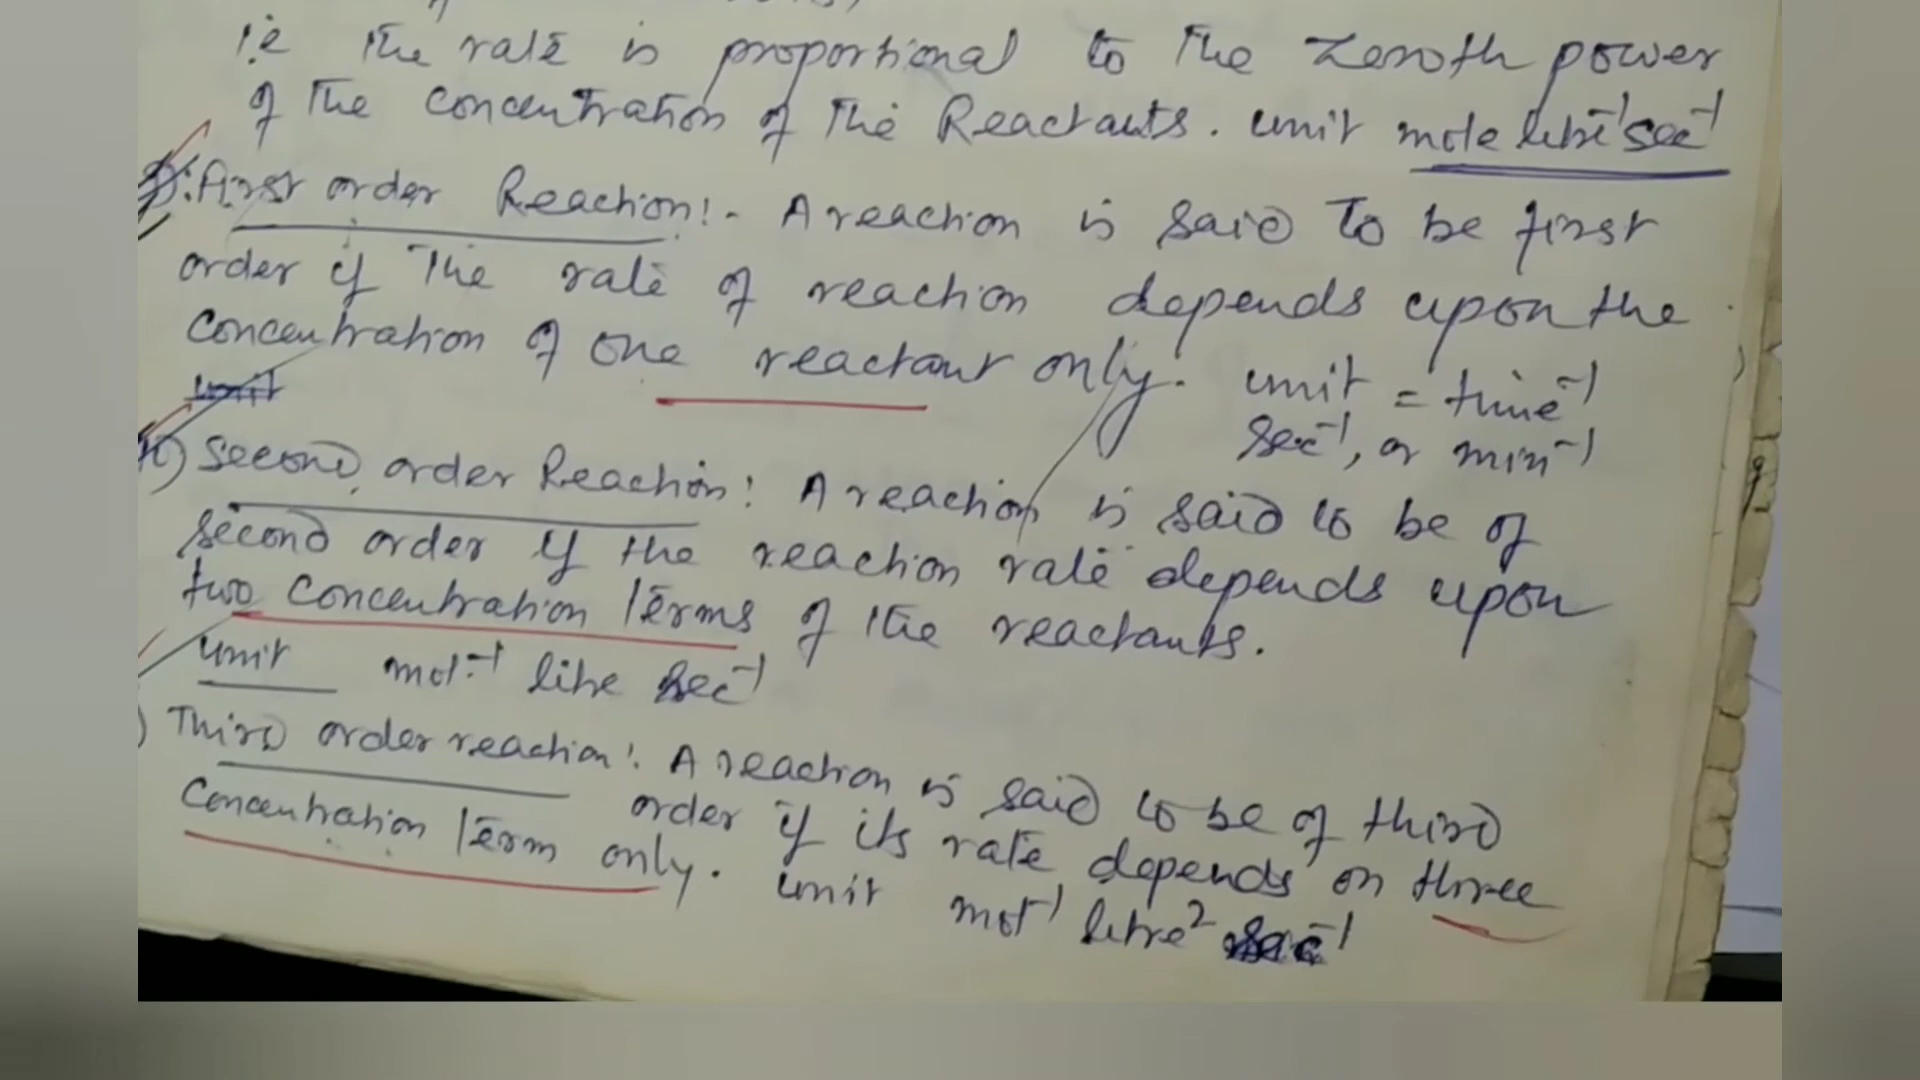 i.e the rate is proportional to the Zeroth power
of the concentration of the Reactants. unit mole litre⁻¹ sec⁻¹
First order Reaction:- A reaction is said to be first
order if the rate of reaction depends upon the
concentration of one reactant only. unit = time⁻¹
sec⁻¹, or min⁻¹
Second order Reaction: A reaction is said to be of
second order if the reaction rate depends upon
two concentration terms of the reactants.
unit mol⁻¹ litre sec⁻¹
) Third order reaction: A reaction is said to be of third
order if its rate depends on three
concentration term only. unit mol⁻¹ litre² sec⁻¹